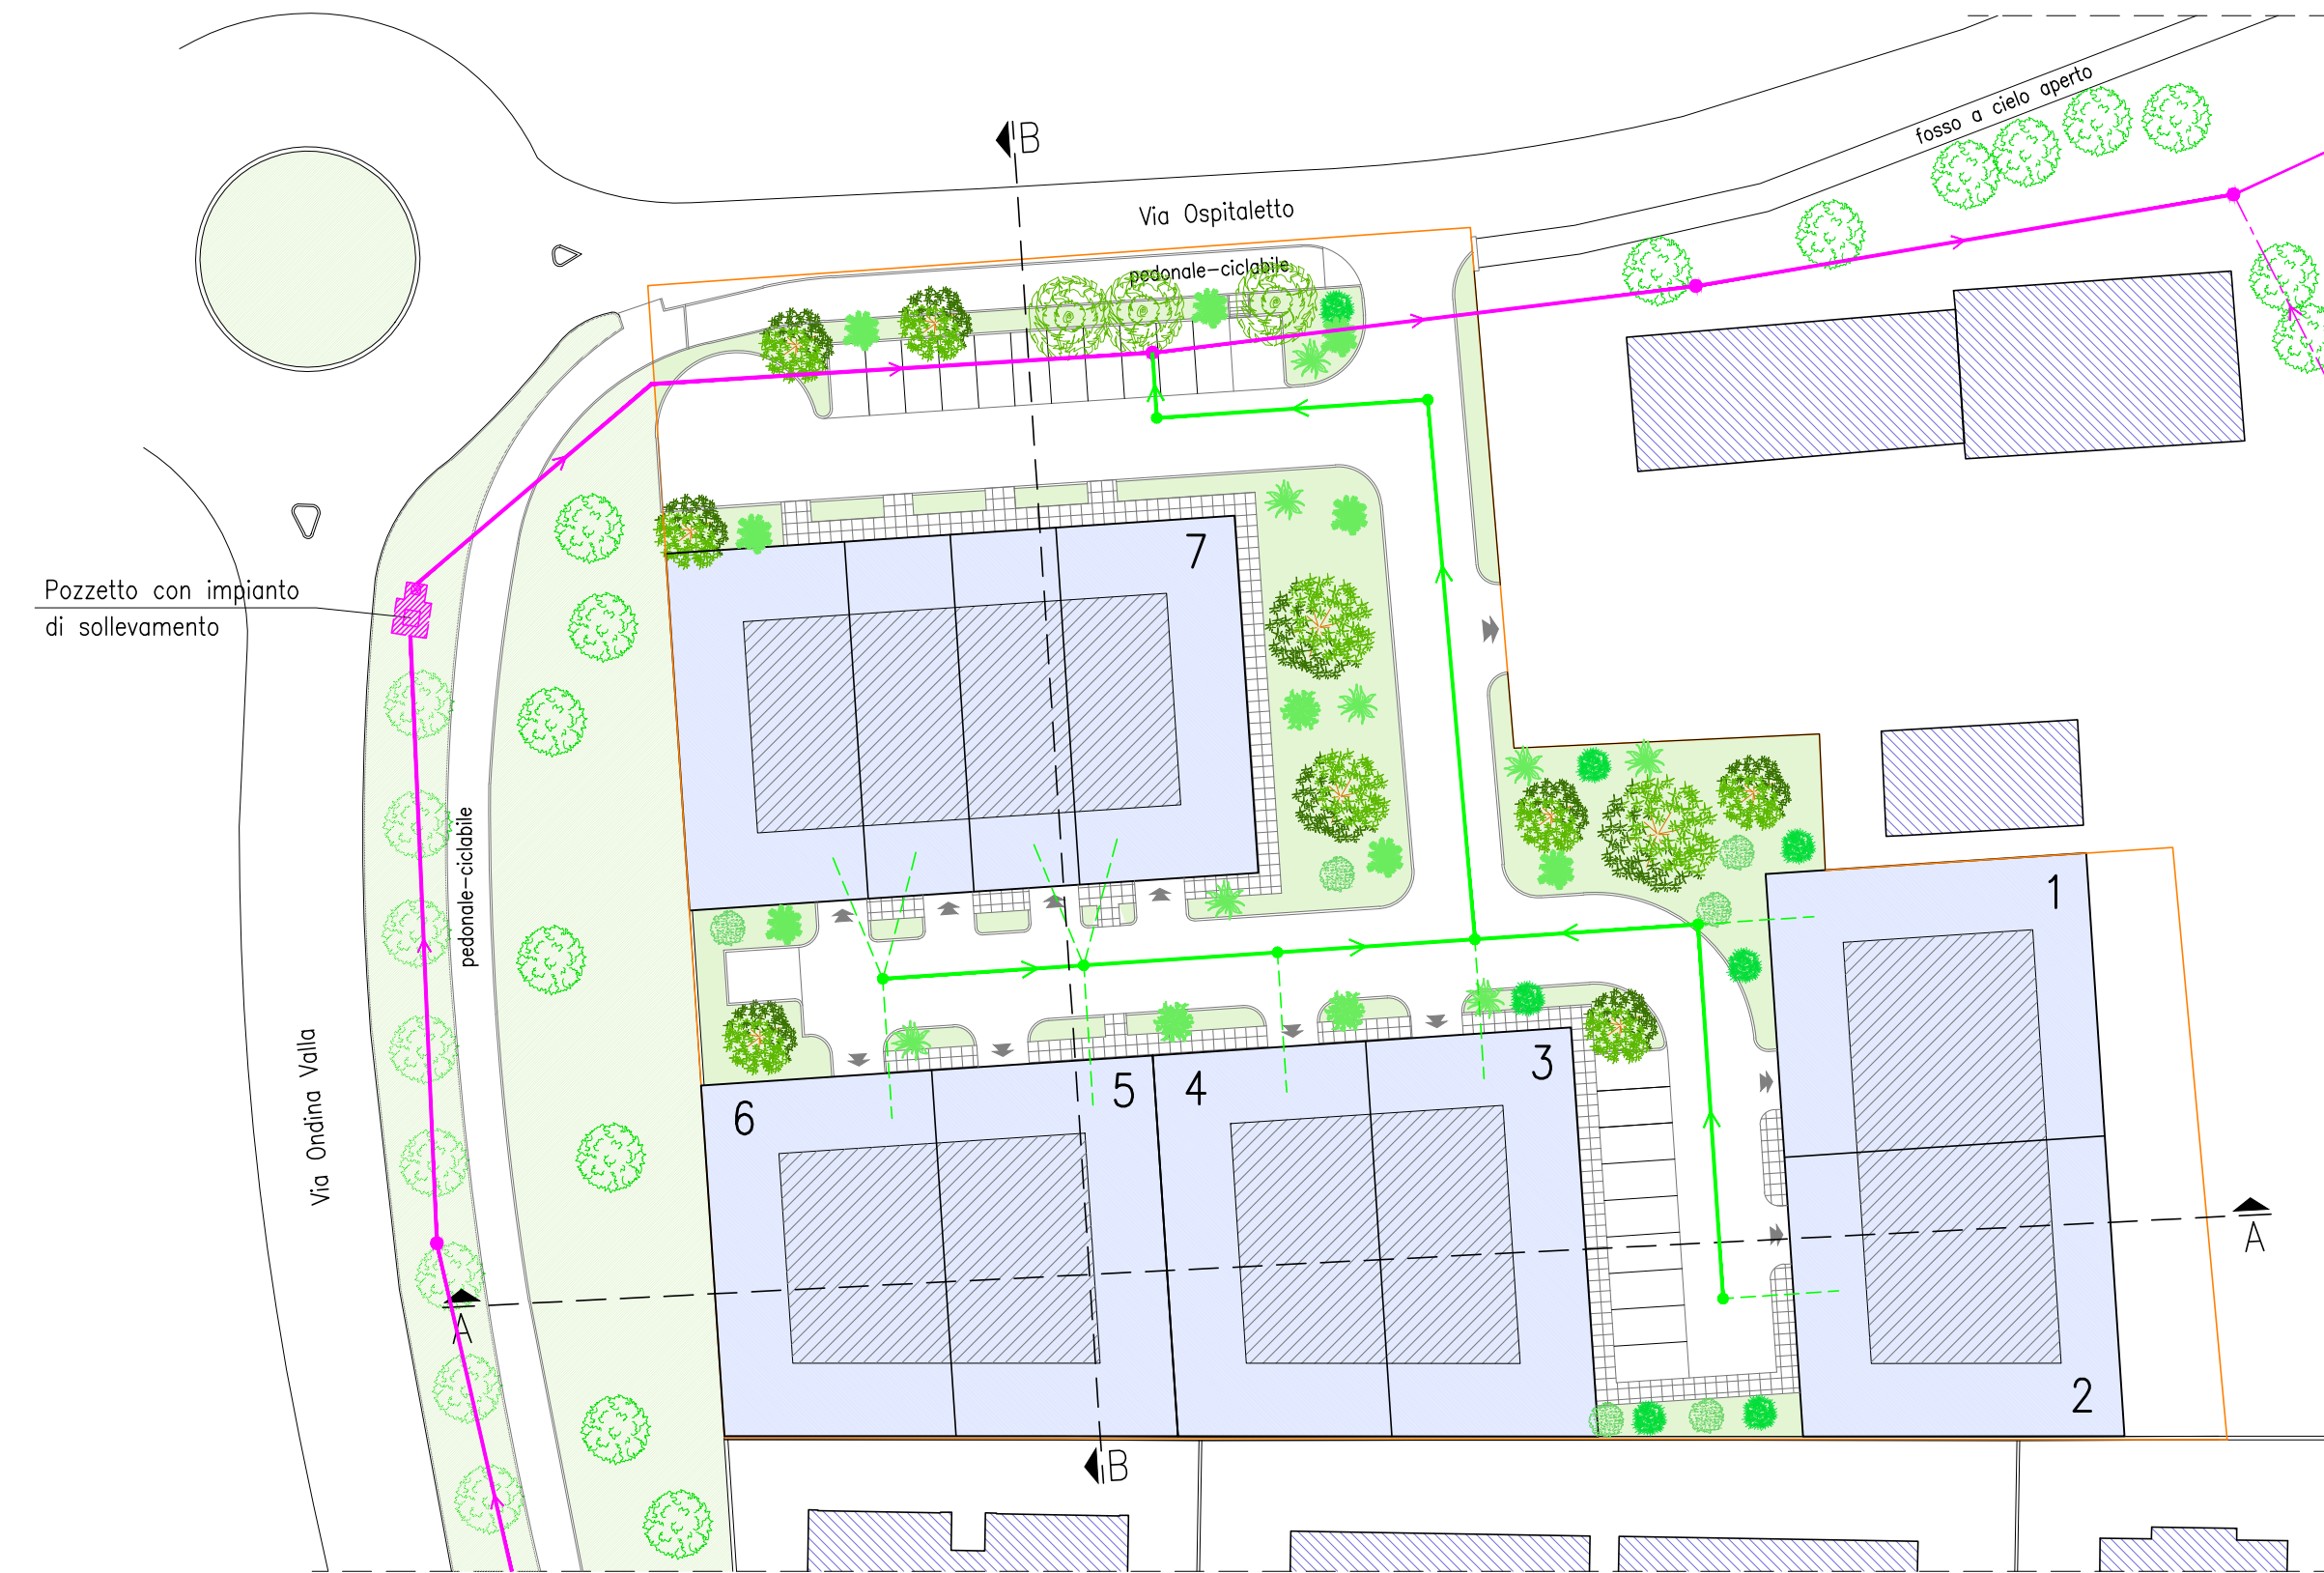 fosso a cielo aperto
B
Via Ospitaletto
pedonale-ciclabile
7
Pozzetto con impianto
di sollevamento
pedonale-ciclabile
1
Via Ondina Valla
6
5
4
3
A
A
2
B